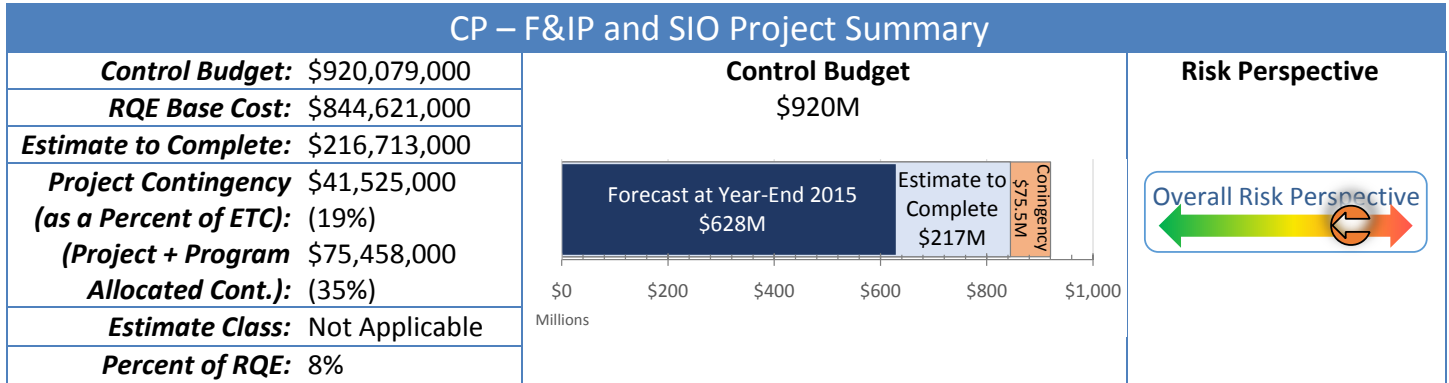 CP – F&IP and SIO Project Summary
Control Budget: $920,079,000
RQE Base Cost: $844,621,000
Estimate to Complete: $216,713,000
Project Contingency $41,525,000
(as a Percent of ETC): (19%)
(Project + Program $75,458,000
Allocated Cont.): (35%)
Estimate Class: Not Applicable
Percent of RQE: 8%
Control Budget
$920M
Forecast at Year-End 2015
$628M
Estimate to
Complete
$217M
Coningency
$75.5M
$0 $200 $400 $600 $800 $1,000
Millions
Risk Perspective
Overall Risk Perspective